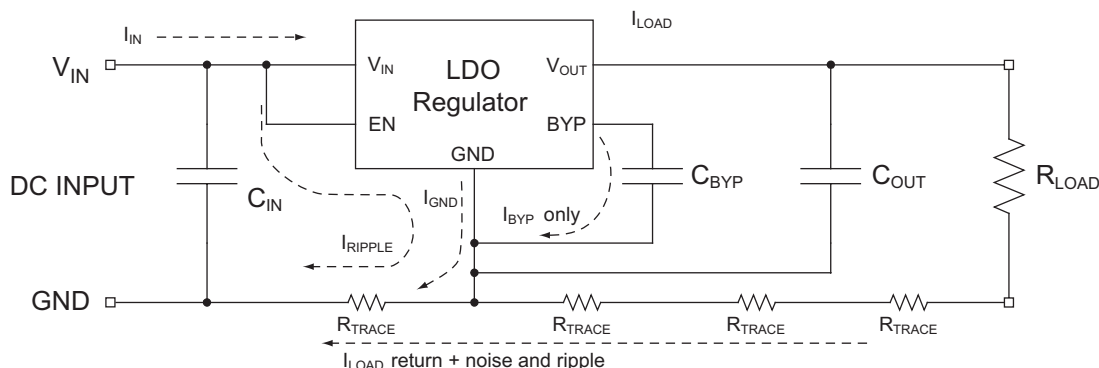 I_LOAD
I_IN
V_IN
V_IN
LDO
Regulator
V_OUT
EN
BYP
GND
DC INPUT
C_IN
I_GND
I_BYP only
C_BYP
C_OUT
R_LOAD
I_RIPPLE
GND
R_TRACE
R_TRACE
R_TRACE
R_TRACE
I_LOAD return + noise and ripple